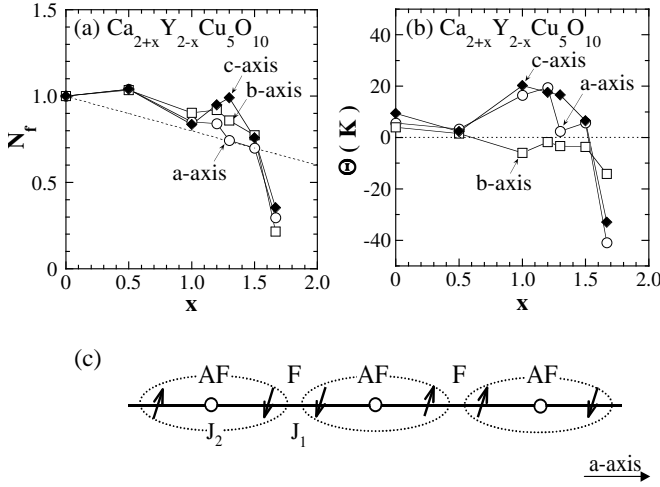 (a) Ca2+xY2-xCu5O10
c-axis
b-axis
a-axis
Nf
1.5
1.0
0.5
0
0 0.5 1.0 1.5 2.0
x
(b) Ca2+xY2-xCu5O10
c-axis
a-axis
b-axis
Θ ( K )
40
20
0
-20
-40
0.0 0.5 1.0 1.5 2.0
x
(c)
AF F AF F AF
J2 J1
a-axis